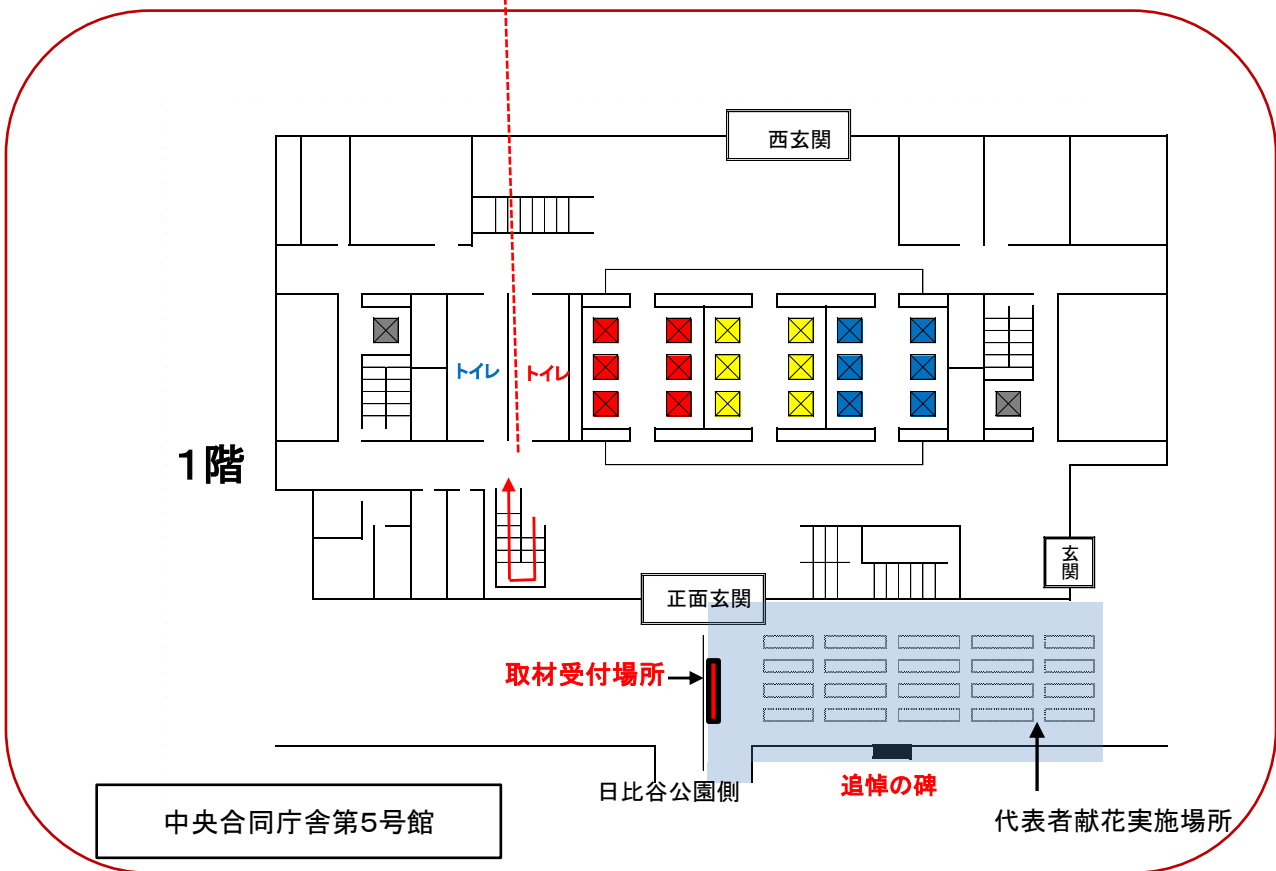 西玄関
トイレ トイレ
1階
玄関
正面玄関
取材受付場所
日比谷公園側
追悼の碑
代表者献花実施場所
中央合同庁舎第5号館